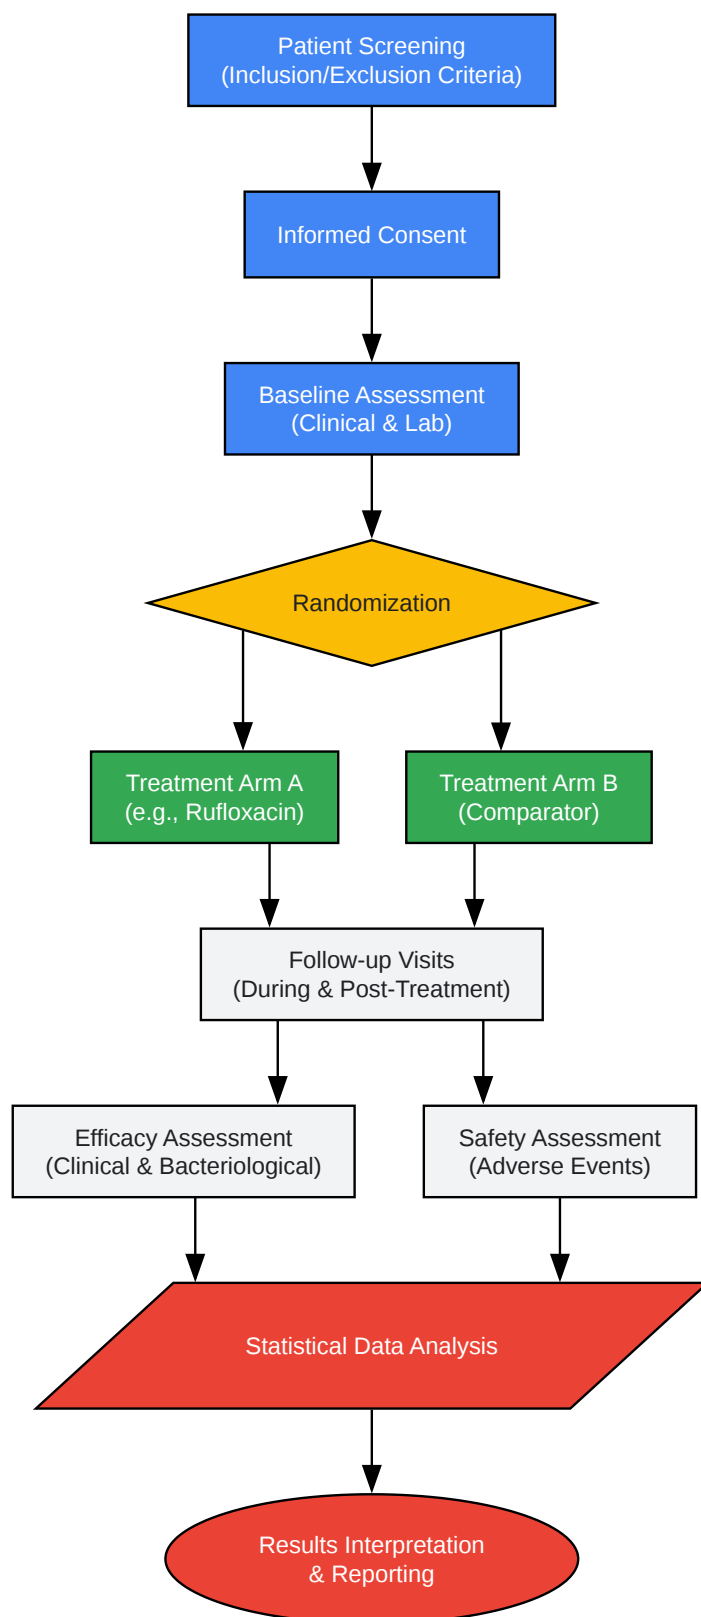 Patient Screening
(Inclusion/Exclusion Criteria)
Informed Consent
Baseline Assessment
(Clinical & Lab)
Randomization
Treatment Arm A
(e.g., Rufloxacin)
Treatment Arm B
(Comparator)
Follow-up Visits
(During & Post-Treatment)
Efficacy Assessment
(Clinical & Bacteriological)
Safety Assessment
(Adverse Events)
Statistical Data Analysis
Results Interpretation
& Reporting